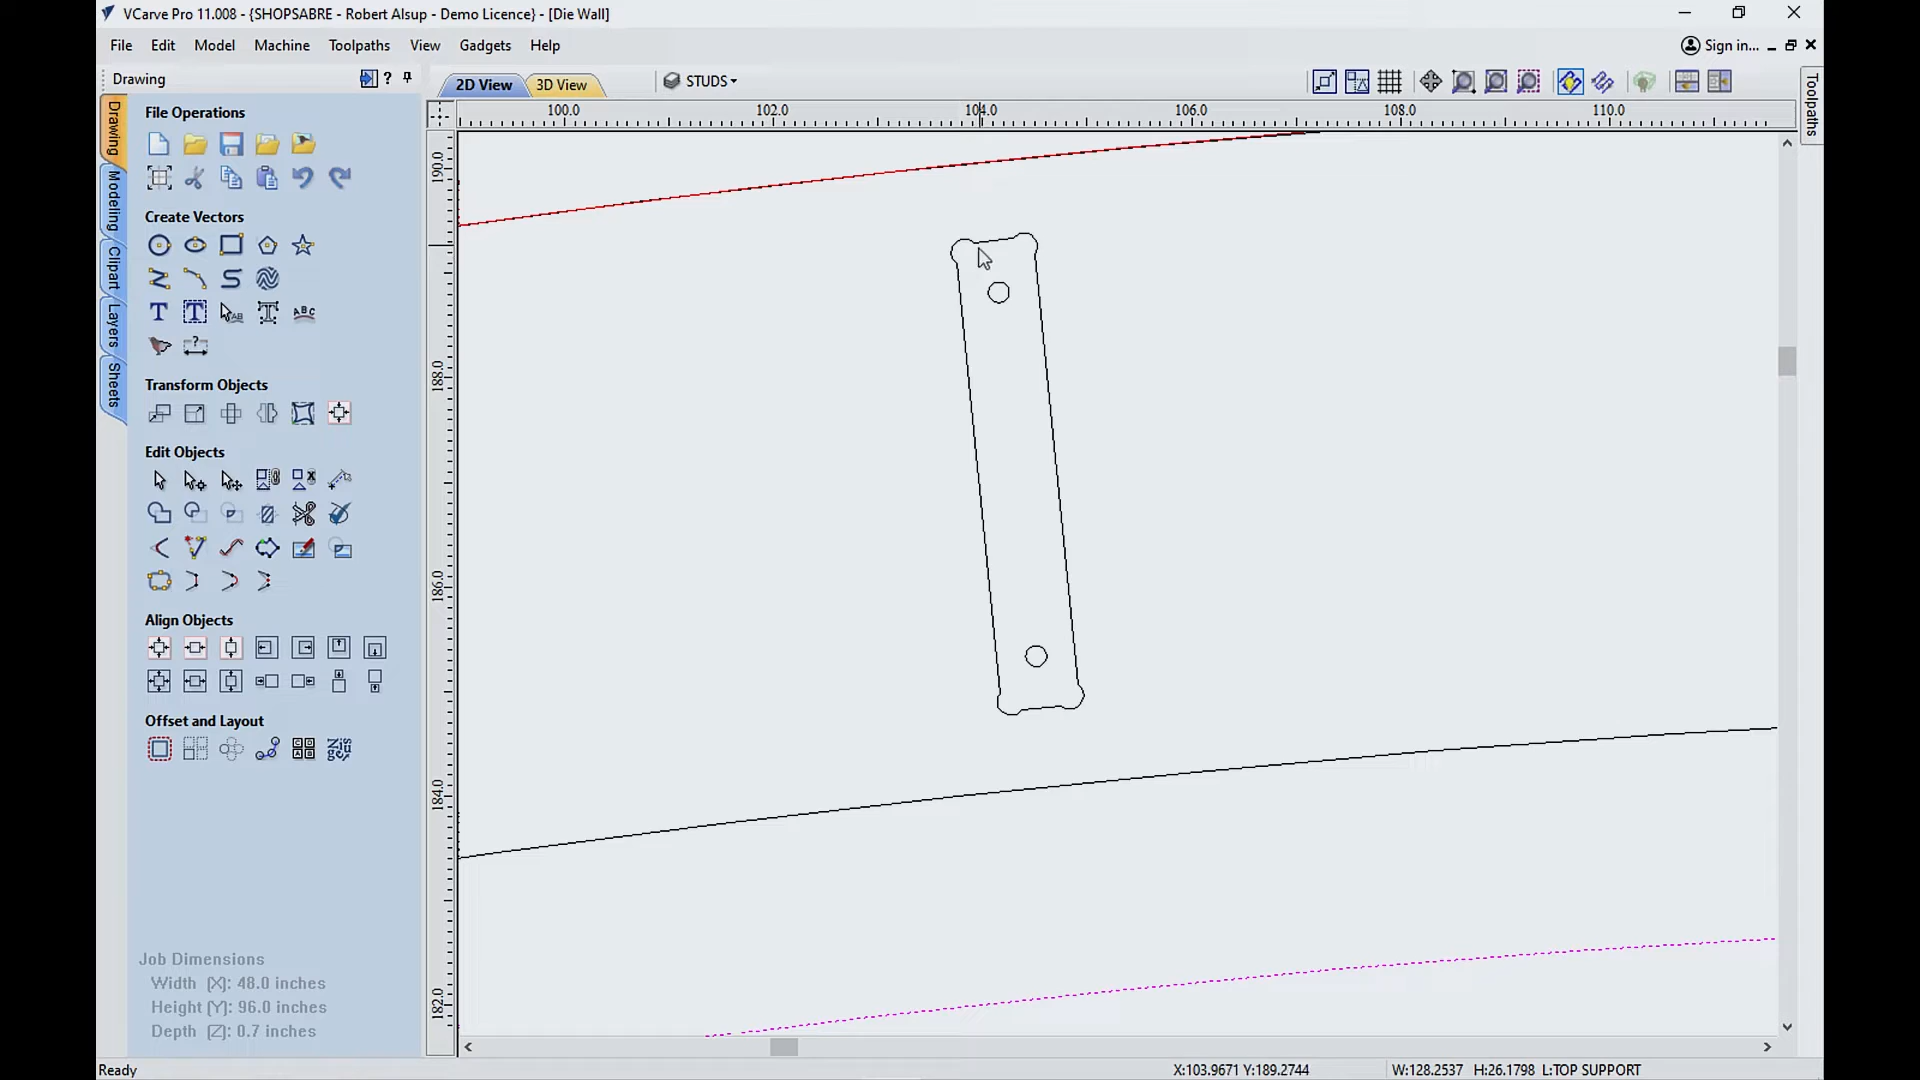 VCarve Pro 11.008 - {SHOPSABRE - Robert Alsup - Demo Licence} - [Die Wall]
File Edit Model Machine Toolpaths View Gadgets Help
Sign in...
Drawing
?
2D View
3D View
STUDS
Toolpaths
100.0 102.0 104.0 106.0 108.0 110.0
190.0
188.0
186.0
184.0
182.0
Drawing
Modeling
Clipart
Layers
Sheets
File Operations
Create Vectors
Transform Objects
Edit Objects
Align Objects
Offset and Layout
Job Dimensions
Width (X): 48.0 inches
Height (Y): 96.0 inches
Depth (Z): 0.7 inches
Ready
X:103.9671 Y:189.2744
W:128.2537 H:26.1798 L:TOP SUPPORT